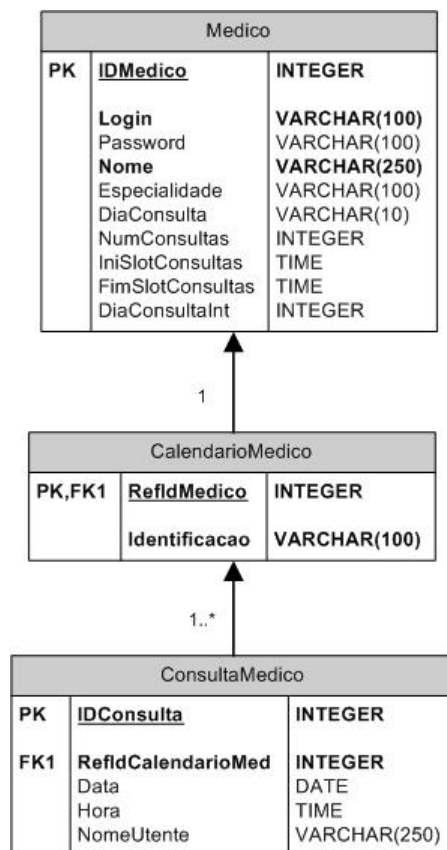 Medico
PK IDMedico INTEGER
Login VARCHAR(100)
Password VARCHAR(100)
Nome VARCHAR(250)
Especialidade VARCHAR(100)
DiaConsulta VARCHAR(10)
NumConsultas INTEGER
IniSlotConsultas TIME
FimSlotConsultas TIME
DiaConsultaInt INTEGER
1
CalendarioMedico
PK,FK1 RefIdMedico INTEGER
Identificacao VARCHAR(100)
1..*
ConsultaMedico
PK IDConsulta INTEGER
FK1 RefIdCalendarioMed INTEGER
Data DATE
Hora TIME
NomeUtente VARCHAR(250)